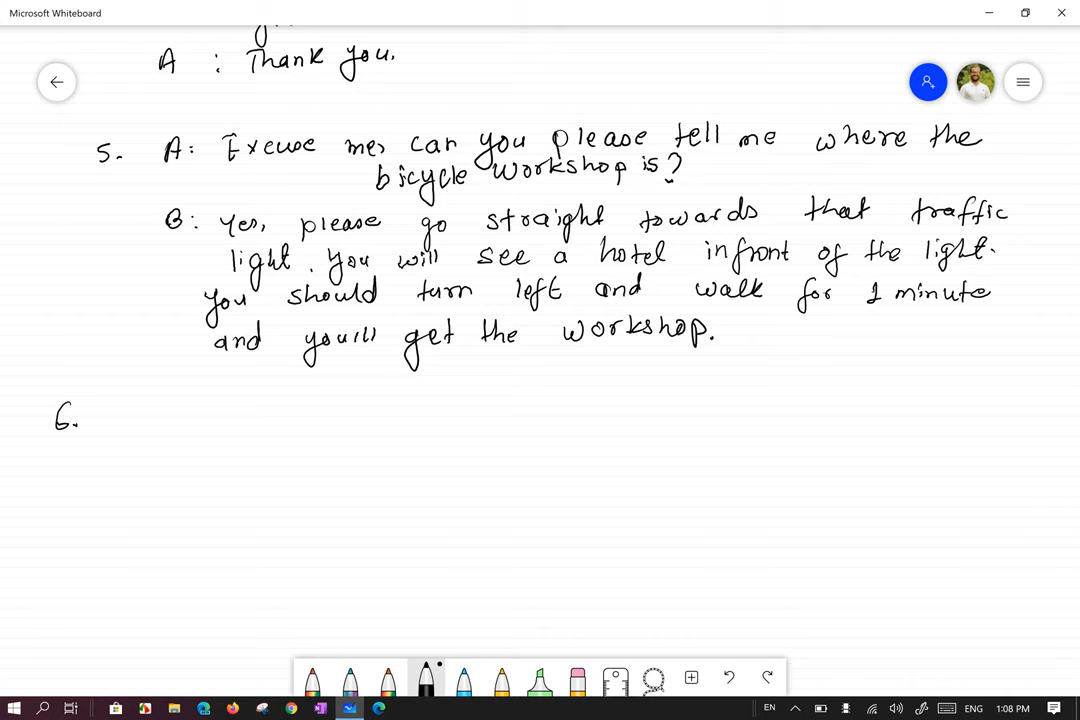 Microsoft Whiteboard
A : Thank you.
5. A: Excuse me, can you please tell me where the
bicycle workshop is?
B: Yes, please go straight towards that traffic
light. You will see a hotel infront of the light.
You should turn left and walk for 1 minute
and you'll get the workshop.
6.
EN
ENG
1:08 PM